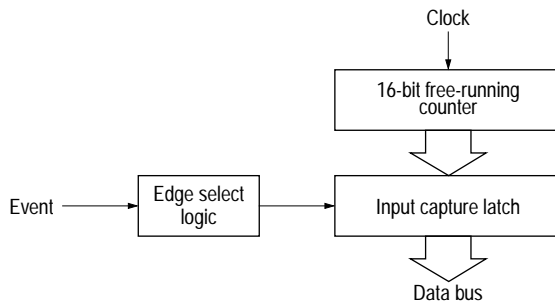 Clock
16-bit free-running
counter
Event
Edge select
logic
Input capture latch
Data bus